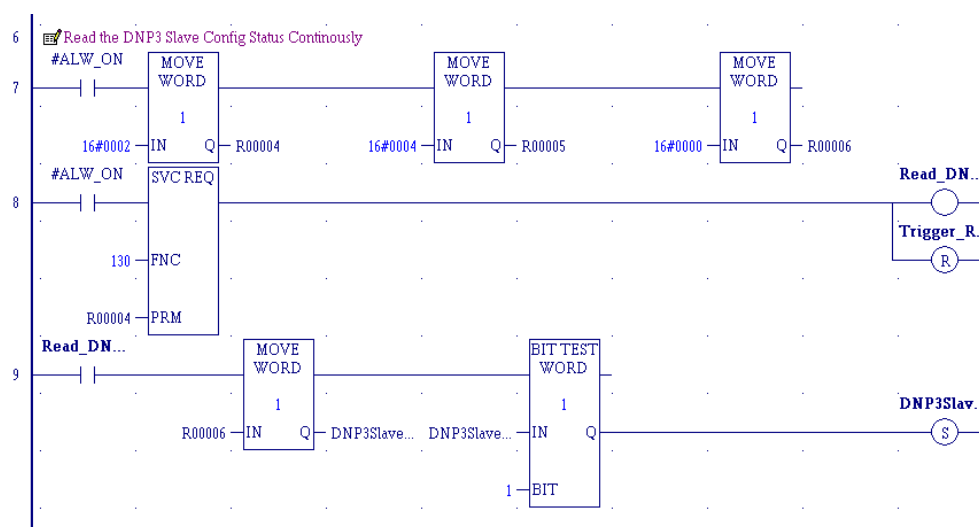 6 Read the DNP3 Slave Config Status Continously
#ALW_ON MOVE WORD MOVE WORD MOVE WORD
7
1 1 1
16#0002 IN Q R00004 16#0004 IN Q R00005 16#0000 IN Q R00006
#ALW_ON SVC REQ Read_DN...
8
Trigger_R...
130 FNC R
R00004 PRM
Read_DN... MOVE WORD BIT TEST WORD
9
1 1 DNP3Slav...
R00006 IN Q DNP3Slave... DNP3Slave... IN Q S
1 BIT